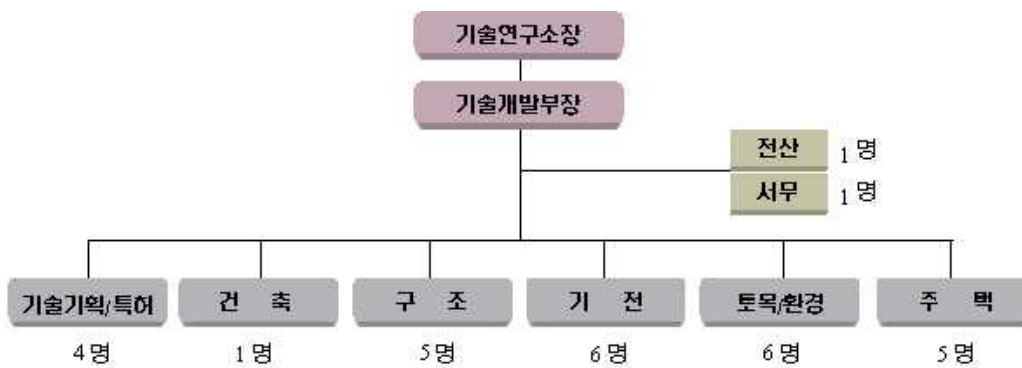 기술연구소장
기술개발부장
전산 1 명
서무 1 명
기술기획/특허 건 축 구 조 기 전 토목/환경 주 택
4 명 1 명 5 명 6 명 6 명 5 명